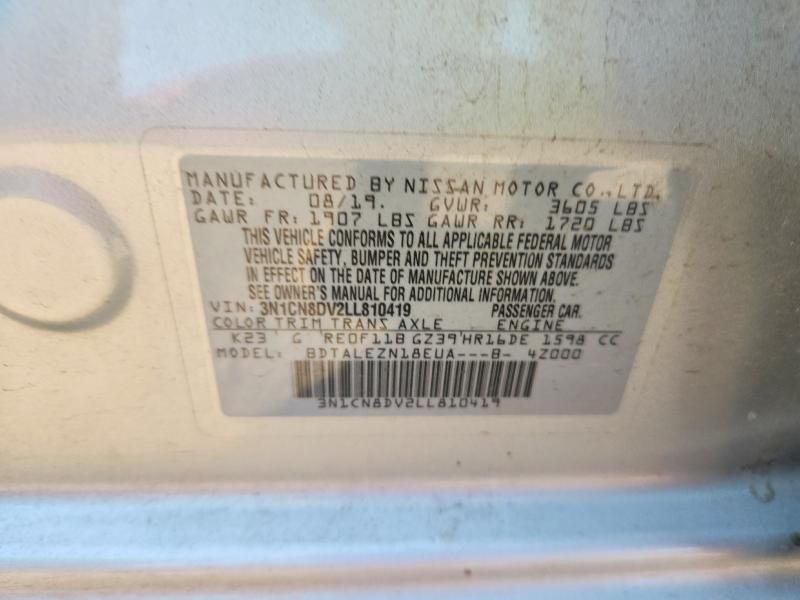 MANUFACTURED BY NISSAN MOTOR CO.,LTD.
DATE: 08/19. GVWR: 3605 LBS
GAWR FR: 1907 LBS GAWR RR: 1720 LBS
THIS VEHICLE CONFORMS TO ALL APPLICABLE FEDERAL MOTOR
VEHICLE SAFETY, BUMPER AND THEFT PREVENTION STANDARDS
IN EFFECT ON THE DATE OF MANUFACTURE SHOWN ABOVE.
SEE OWNER'S MANUAL FOR ADDITIONAL INFORMATION.
VIN: 3N1CN8DV2LL810419 PASSENGER CAR.
COLOR TRIM TRANS AXLE ENGINE
K23 G RE0F11B GZ39 HR16DE 1598 CC
MODEL: BDTALEZN18EUA---B- 4Z000
3N1CN8DV2LL810419